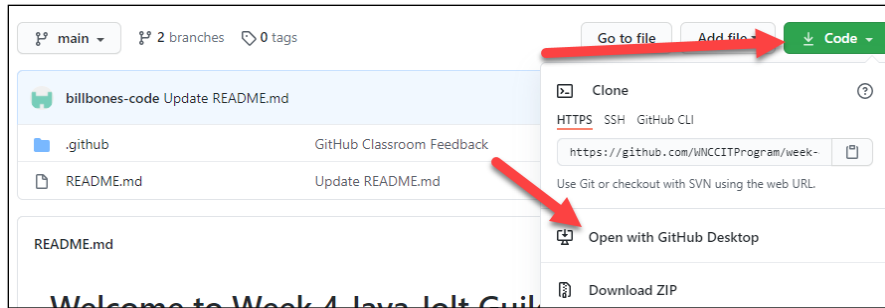 main 2 branches 0 tags Go to file Add file Code
billbones-code Update README.md
.github GitHub Classroom Feedback
README.md Update README.md
README.md
Welcome to Week 4 Java Jolt
Clone
HTTPS SSH GitHub CLI
https://github.com/WNCCITProgram/week-
Use Git or checkout with SVN using the web URL.
Open with GitHub Desktop
Download ZIP